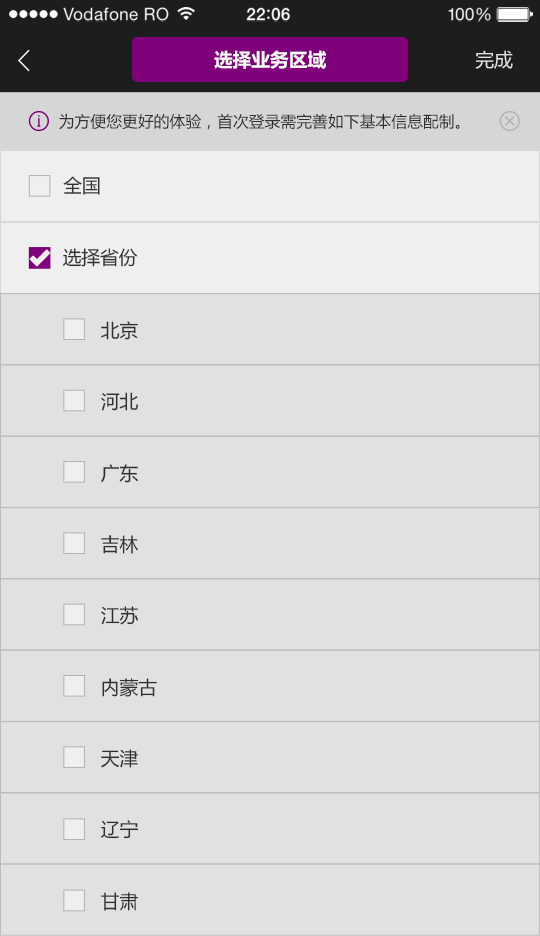 Vodafone RO 22:06 100%
选择业务区域 完成
为方便您更好的体验，首次登录需完善如下基本信息配制。
全国
选择省份
北京
河北
广东
吉林
江苏
内蒙古
天津
辽宁
甘肃